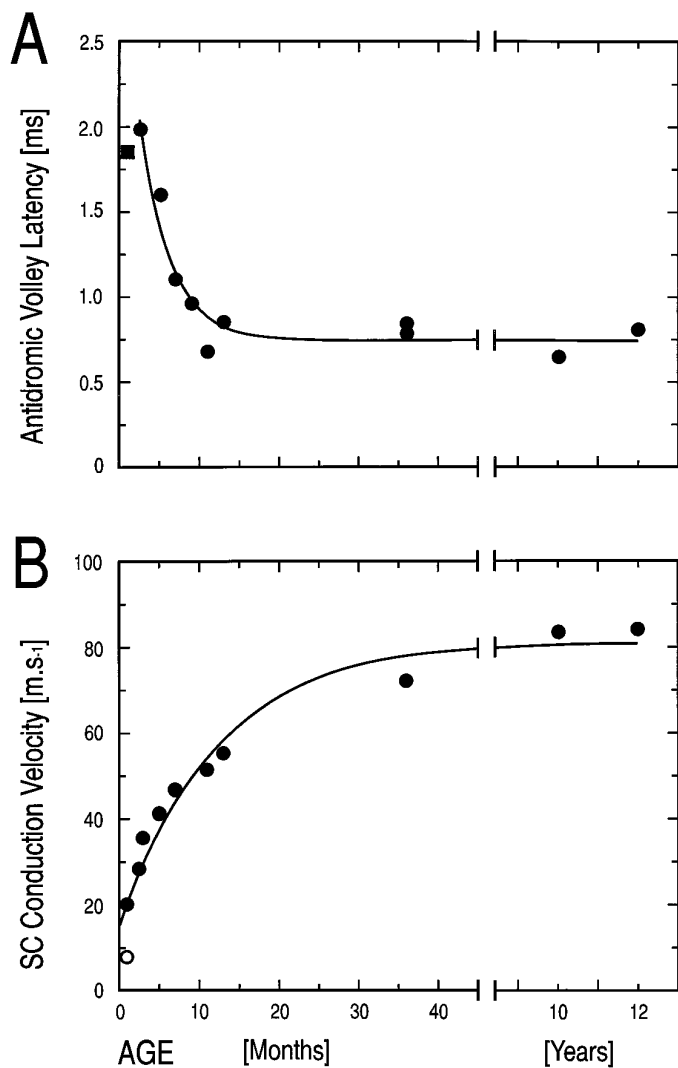 A
2.5
2.0
1.5
1.0
0.5
0
Antidromic Volley Latency [ms]
B
100
80
60
40
20
0
SC Conduction Velocity [m.s-1]
0 10 20 30 40 10 12
AGE [Months] [Years]